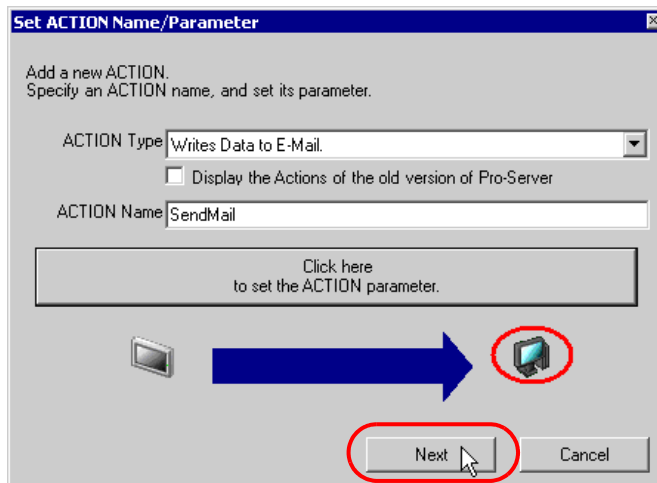 Set ACTION Name/Parameter
Add a new ACTION.
Specify an ACTION name, and set its parameter.
ACTION Type Writes Data to E-Mail.
Display the Actions of the old version of Pro-Server
ACTION Name SendMail
Click here
to set the ACTION parameter.
Next Cancel